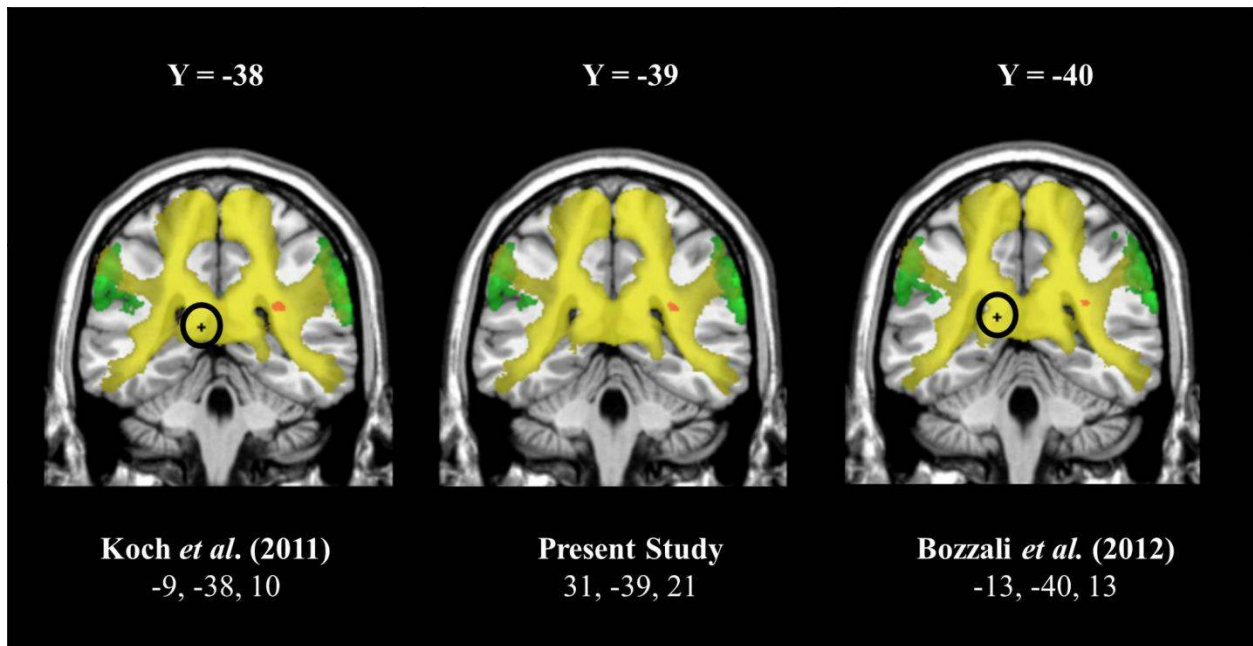 Y = -38
Y = -39
Y = -40
Koch et al. (2011)
-9, -38, 10
Present Study
31, -39, 21
Bozzali et al. (2012)
-13, -40, 13